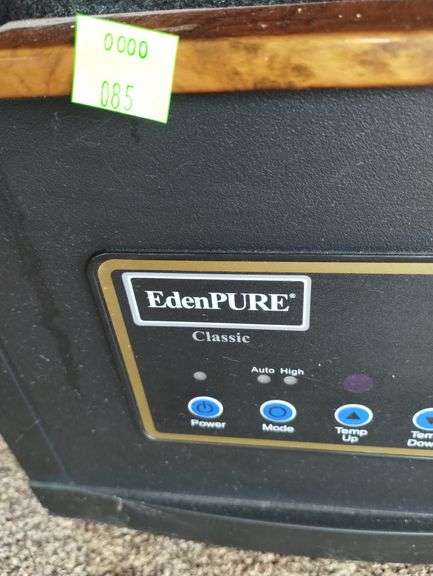 0000
085
EdenPURE®
Classic
Auto High
Power
Mode
Temp
Up